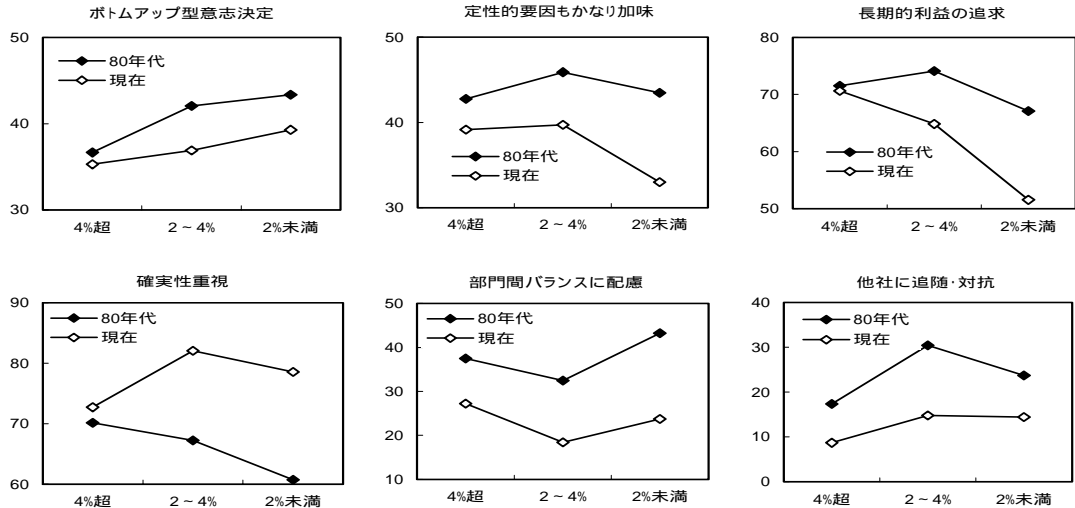 ボトムアップ型意志決定
50
40
30
80年代
現在
4%超
2～4%
2%未満
定性的要因もかなり加味
50
40
30
80年代
現在
4%超
2～4%
2%未満
長期的利益の追求
80
70
60
50
80年代
現在
4%超
2～4%
2%未満
確実性重視
90
80
70
60
80年代
現在
4%超
2～4%
2%未満
部門間バランスに配慮
50
40
30
20
10
80年代
現在
4%超
2～4%
2%未満
他社に追随･対抗
40
30
20
10
0
80年代
現在
4%超
2～4%
2%未満